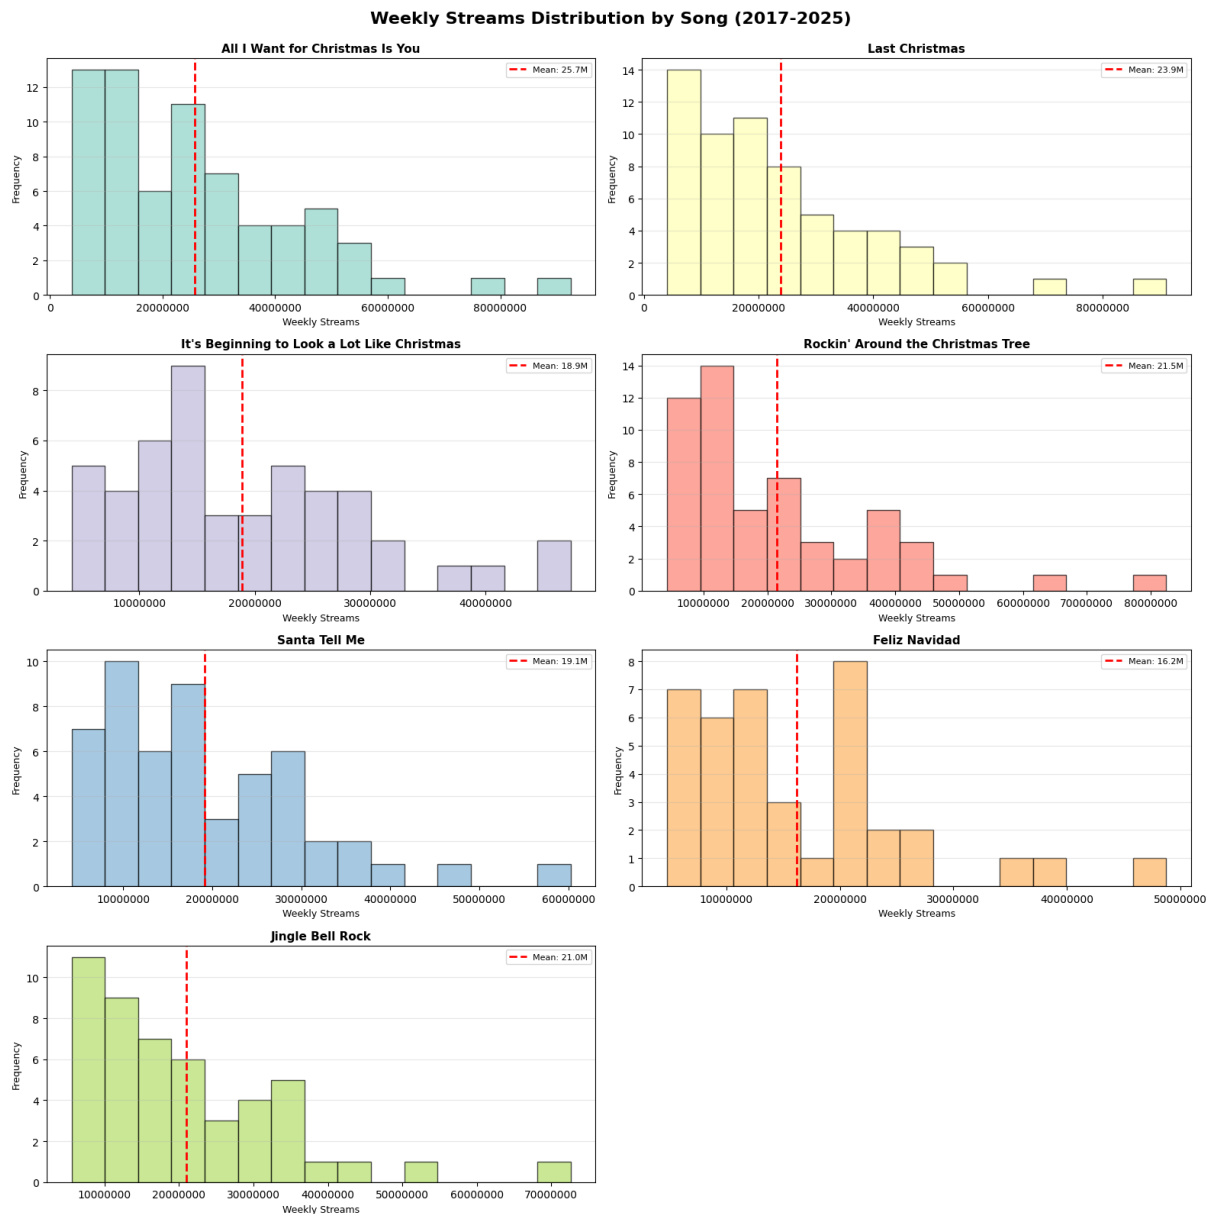 Weekly Streams Distribution by Song (2017-2025)
All I Want for Christmas Is You
Mean: 25.7M
Frequency
12
10
8
6
4
2
0
0 20000000 40000000 60000000 80000000
Weekly Streams
Last Christmas
Mean: 23.9M
Frequency
14
12
10
8
6
4
2
0
0 20000000 40000000 60000000 80000000
Weekly Streams
It's Beginning to Look a Lot Like Christmas
Mean: 18.9M
Frequency
8
6
4
2
0
10000000 20000000 30000000 40000000
Weekly Streams
Rockin' Around the Christmas Tree
Mean: 21.5M
Frequency
14
12
10
8
6
4
2
0
10000000 20000000 30000000 40000000 50000000 60000000 70000000 80000000
Weekly Streams
Santa Tell Me
Mean: 19.1M
Frequency
10
8
6
4
2
0
10000000 20000000 30000000 40000000 50000000 60000000
Weekly Streams
Feliz Navidad
Mean: 16.2M
Frequency
8
7
6
5
4
3
2
1
0
10000000 20000000 30000000 40000000 50000000
Weekly Streams
Jingle Bell Rock
Mean: 21.0M
Frequency
10
8
6
4
2
0
10000000 20000000 30000000 40000000 50000000 60000000 70000000
Weekly Streams